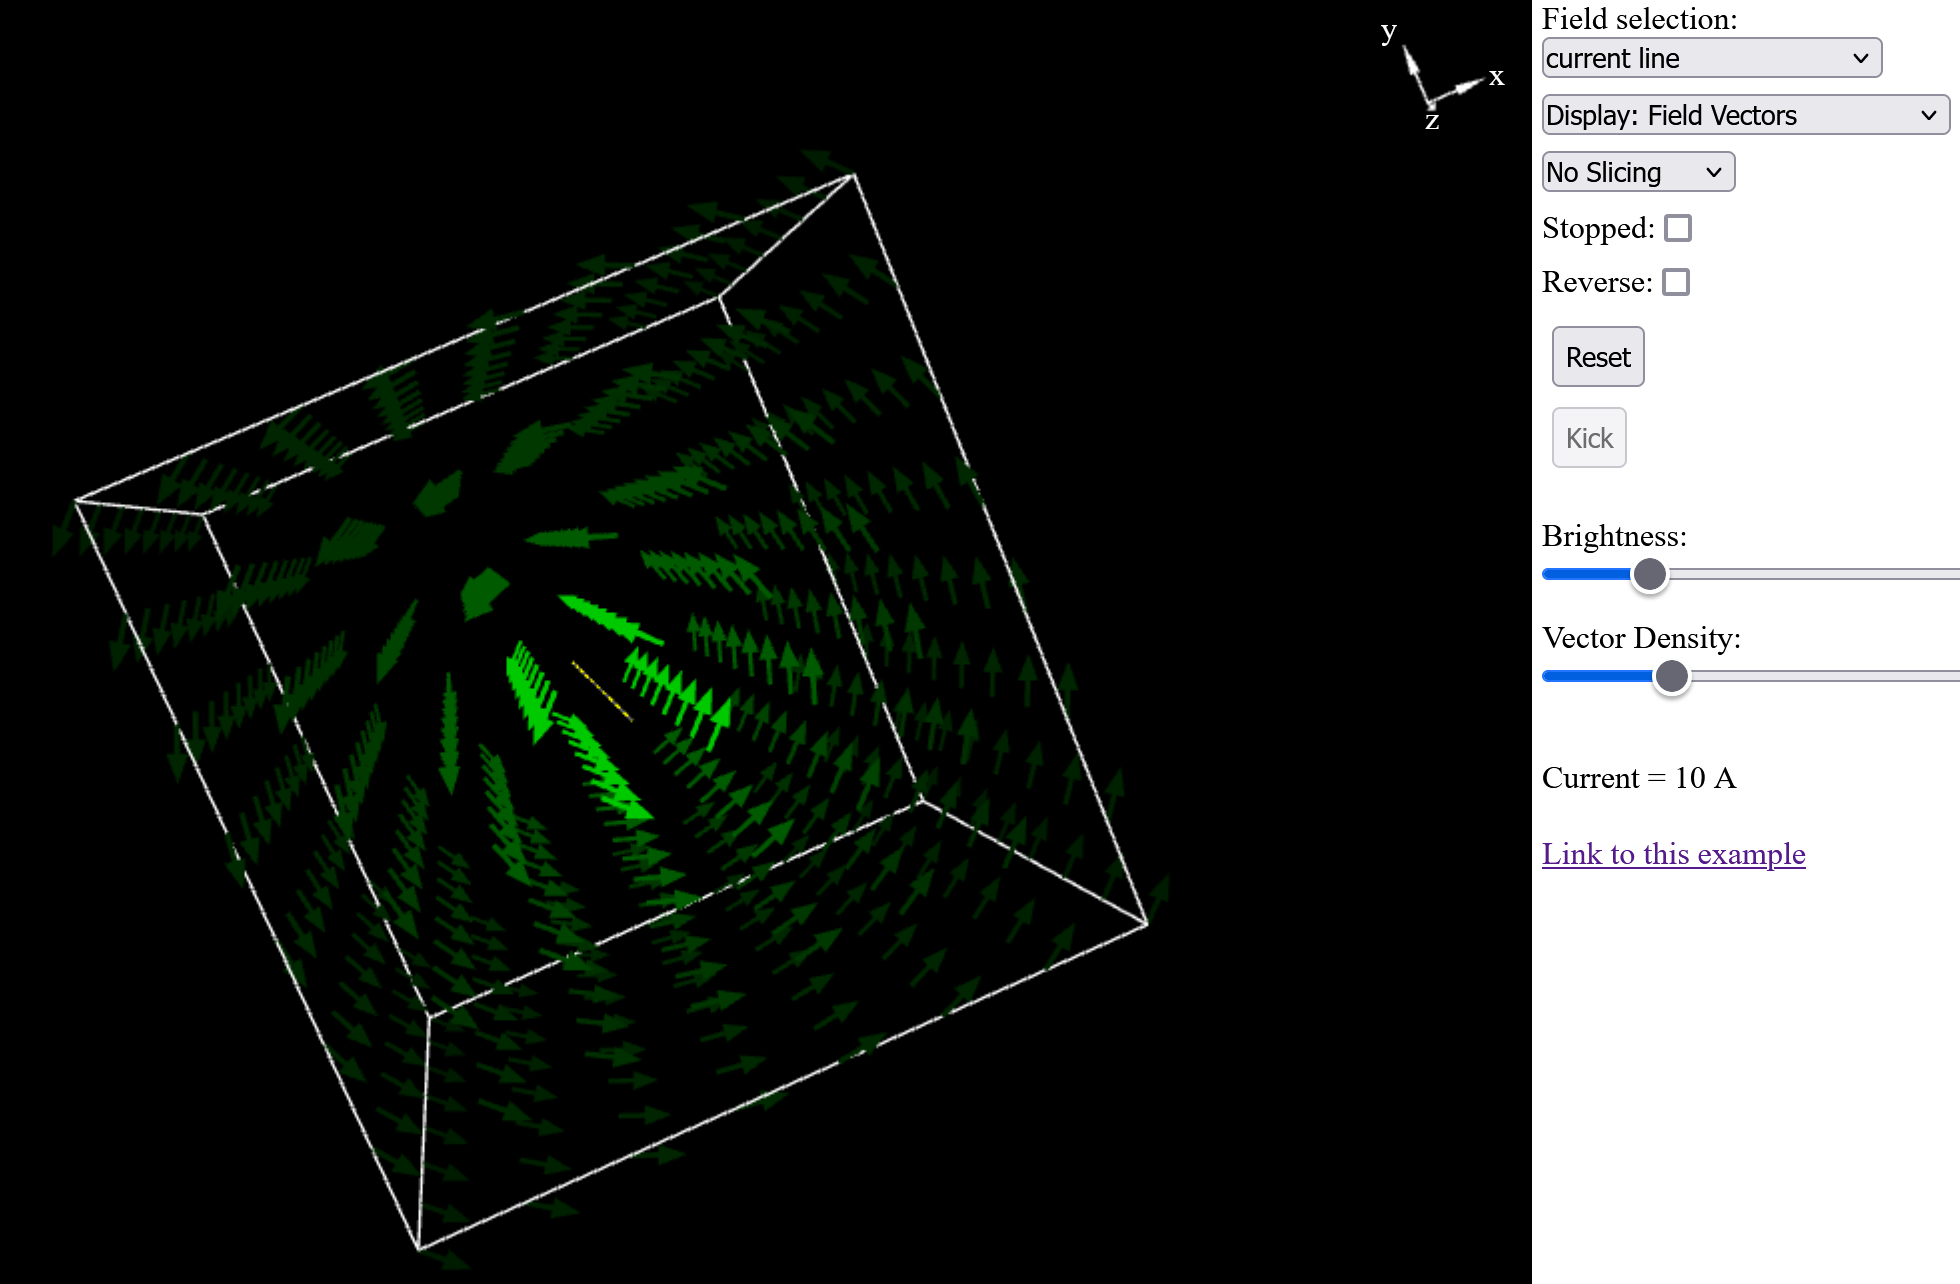 y
x
z
Field selection:
current line
Display: Field Vectors
No Slicing
Stopped:
Reverse:
Reset
Kick
Brightness:
Vector Density:
Current = 10 A
Link to this example